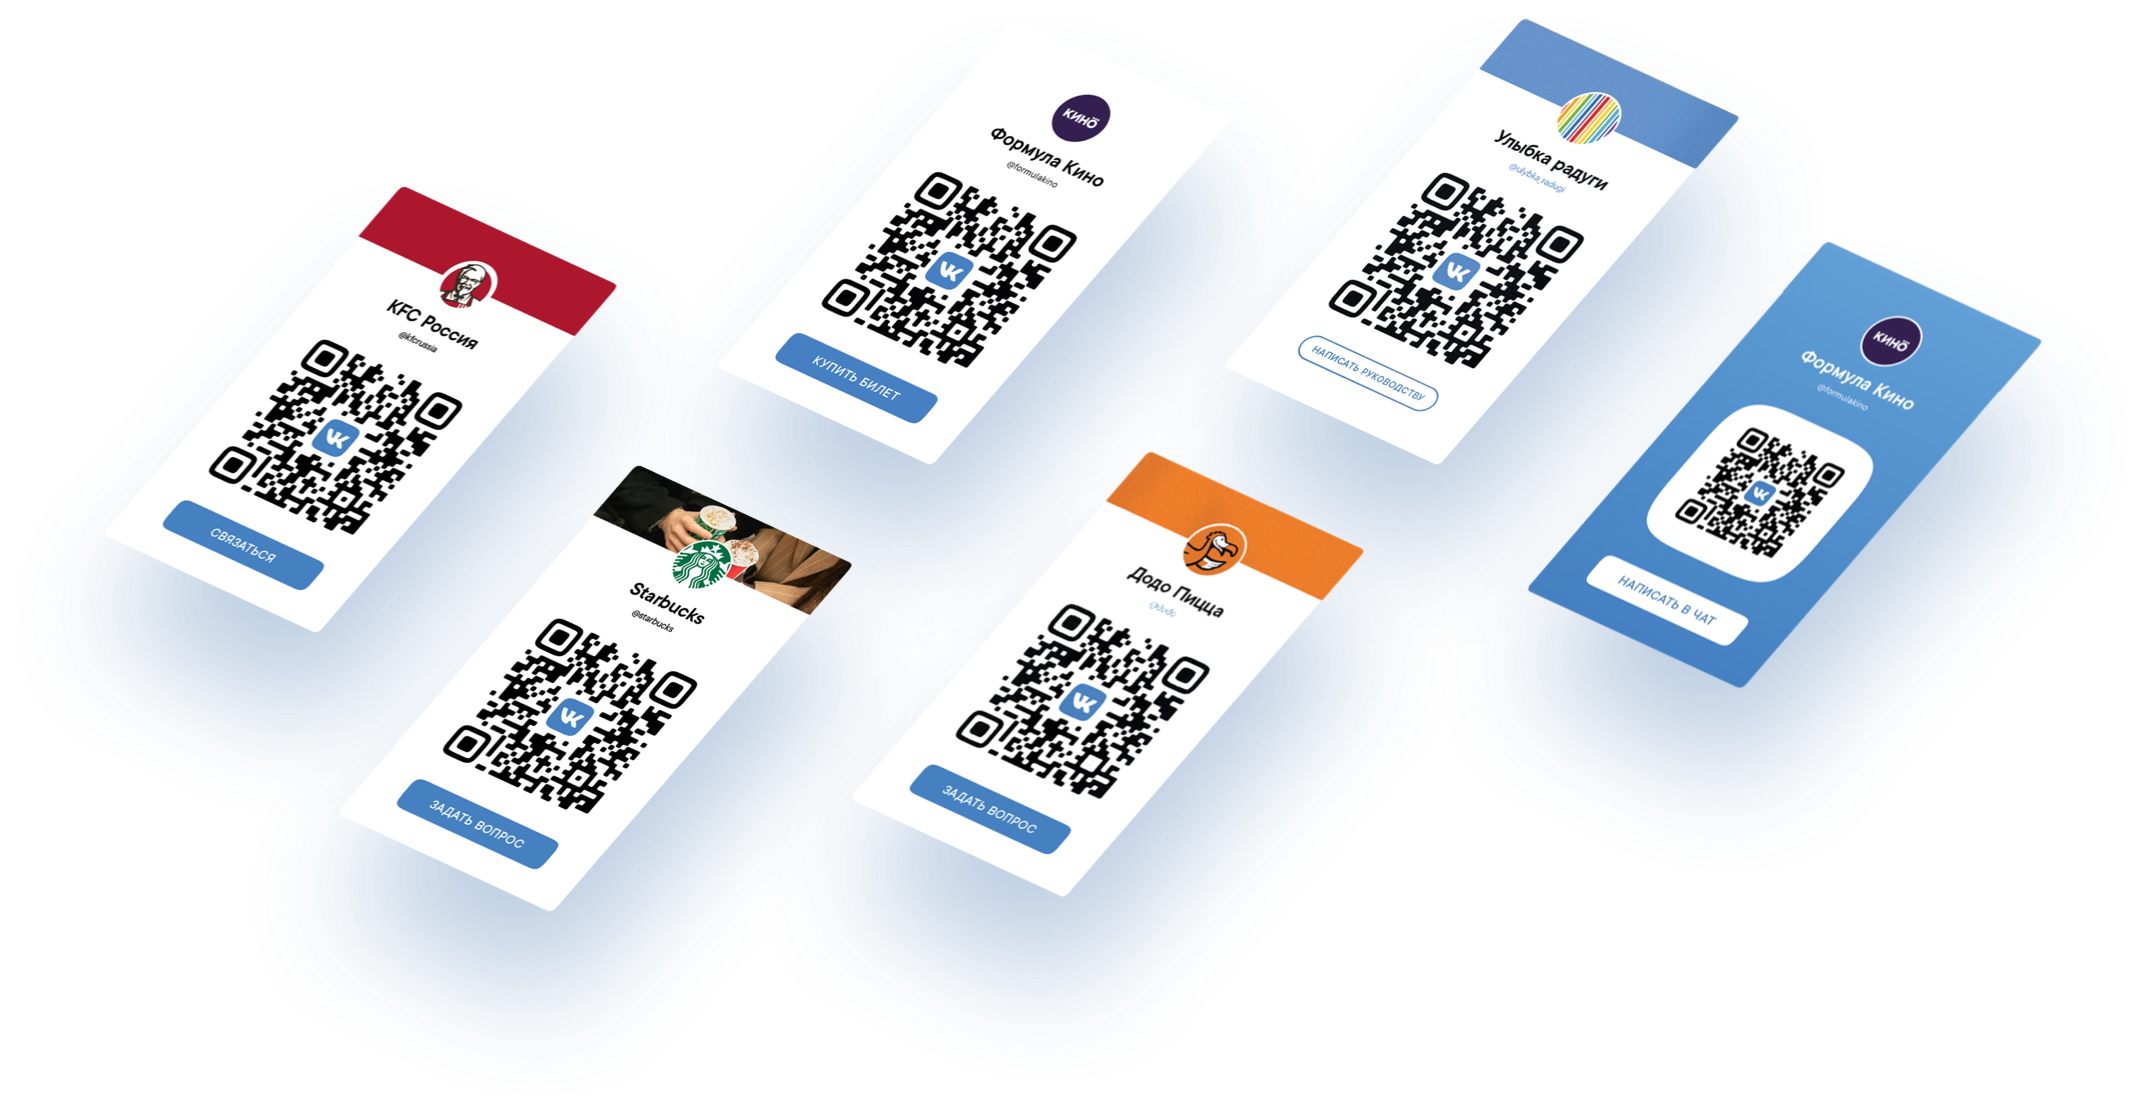 KFC Россия
@kfcrussia
СВЯЗАТЬСЯ
Starbucks
@starbucks
ЗАДАТЬ ВОПРОС
КИНО
Формула Кино
@formulakino
КУПИТЬ БИЛЕТ
Додо Пицца
@dodo
ЗАДАТЬ ВОПРОС
Улыбка радуги
@ulybka_radugi
НАПИСАТЬ РУКОВОДСТВУ
КИНО
Формула Кино
@formulakino
НАПИСАТЬ В ЧАТ